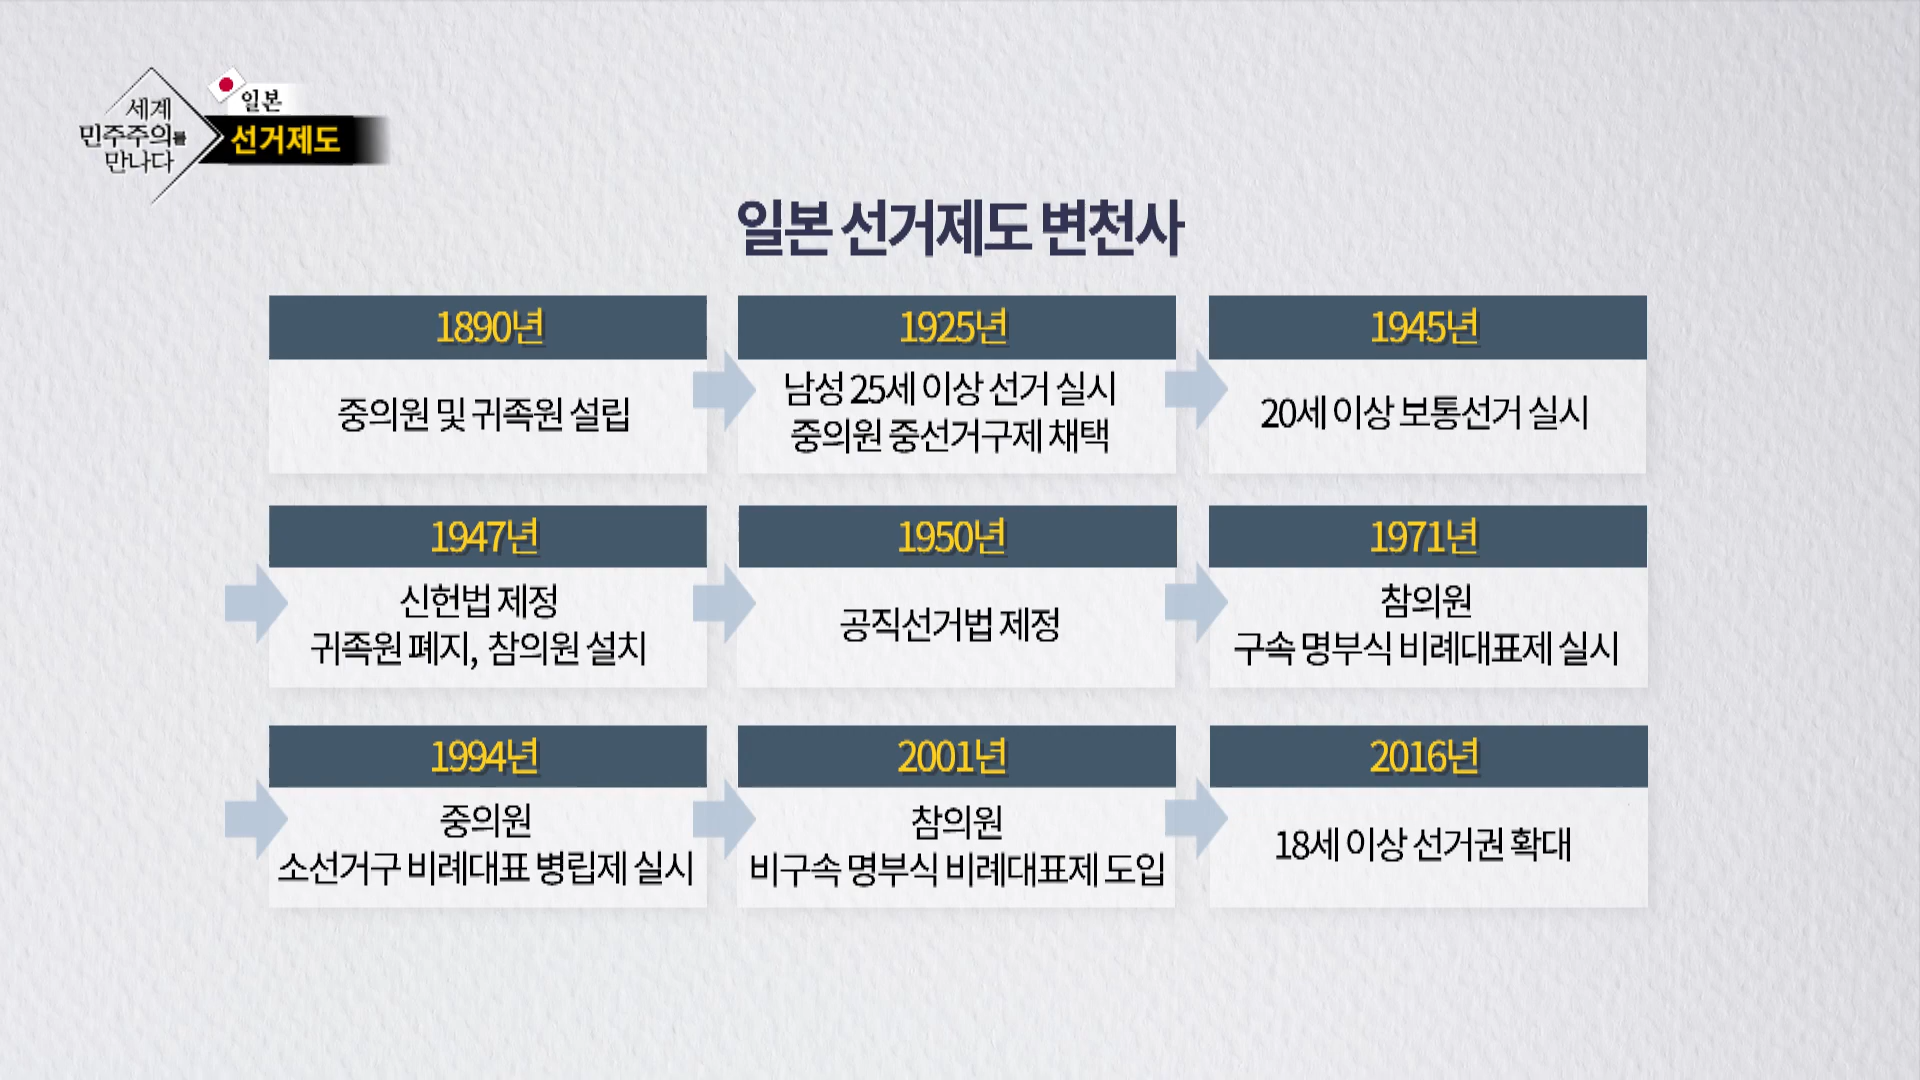 세계
민주주의를
만나다
일본
선거제도
일본 선거제도 변천사
1890년
중의원 및 귀족원 설립
1925년
남성 25세 이상 선거 실시
중의원 중선거구제 채택
1945년
20세 이상 보통선거 실시
1947년
신헌법 제정
귀족원 폐지, 참의원 설치
1950년
공직선거법 제정
1971년
참의원
구속 명부식 비례대표제 실시
1994년
중의원
소선거구 비례대표 병립제 실시
2001년
참의원
비구속 명부식 비례대표제 도입
2016년
18세 이상 선거권 확대